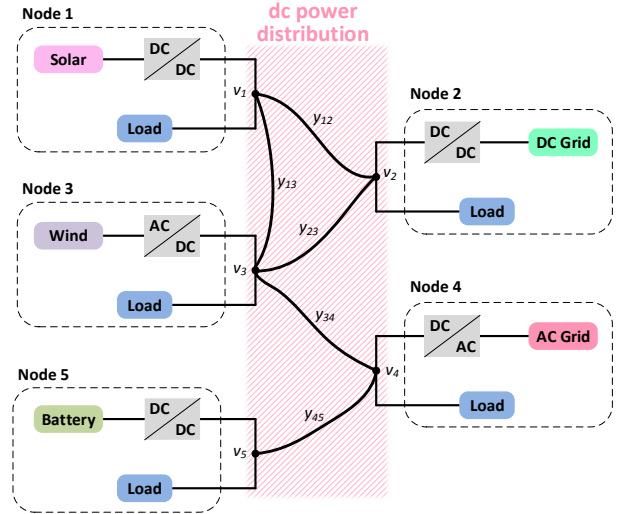 dc power
distribution
Node 1
Solar
DC
DC
Load
v1
Node 2
DC
DC
DC Grid
v2
Load
y12
y13
y23
Node 3
Wind
AC
DC
Load
v3
y34
Node 4
DC
AC
AC Grid
v4
Load
y45
Node 5
Battery
DC
DC
Load
v5